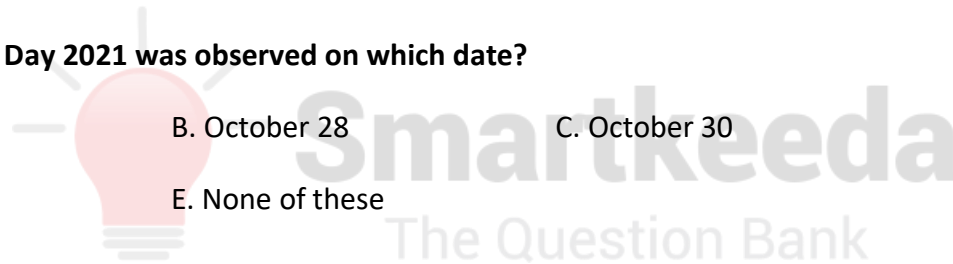 Day 2021 was observed on which date?
B. October 28 C. October 30
E. None of these
Smartkeeda
The Question Bank